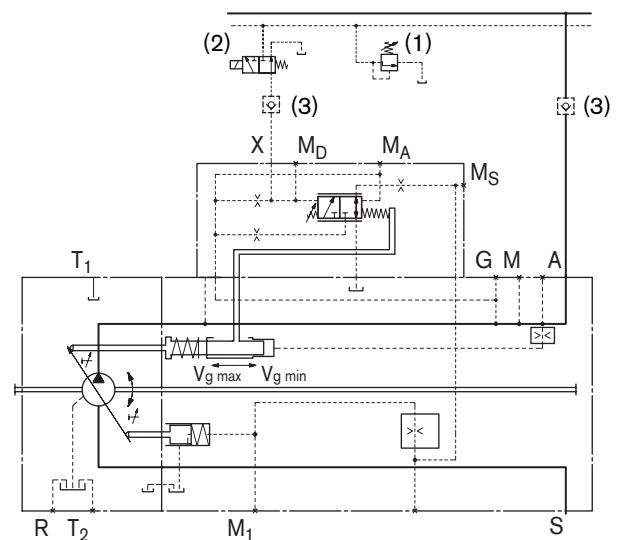 (2)
(1)
(3)
(3)
X
M_D
M_A
M_S
T_1
G
M
A
V_g max
V_g min
R
T_2
M_1
S